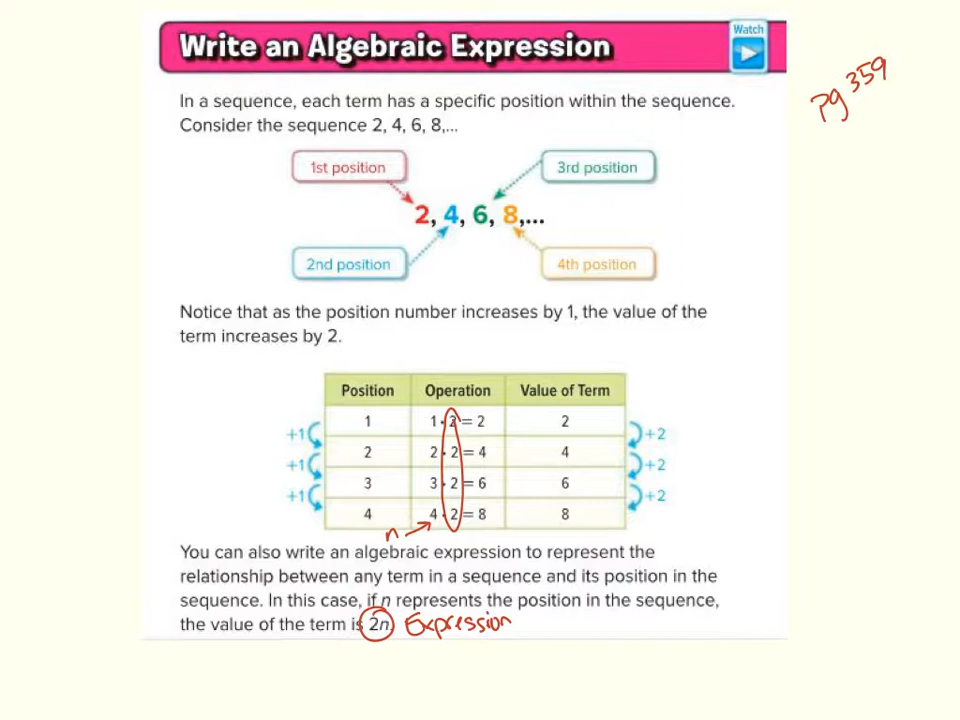 Write an Algebraic Expression
Watch
pg 359
In a sequence, each term has a specific position within the sequence.
Consider the sequence 2, 4, 6, 8,...
1st position
3rd position
2, 4, 6, 8,...
2nd position
4th position
Notice that as the position number increases by 1, the value of the
term increases by 2.
Position Operation Value of Term
1 1 · 2 = 2 2
+1 +2
2 2 · 2 = 4 4
+1 +2
3 3 · 2 = 6 6
+1 +2
4 4 · 2 = 8 8
n
You can also write an algebraic expression to represent the
relationship between any term in a sequence and its position in the
sequence. In this case, if n represents the position in the sequence,
the value of the term is 2n. Expression